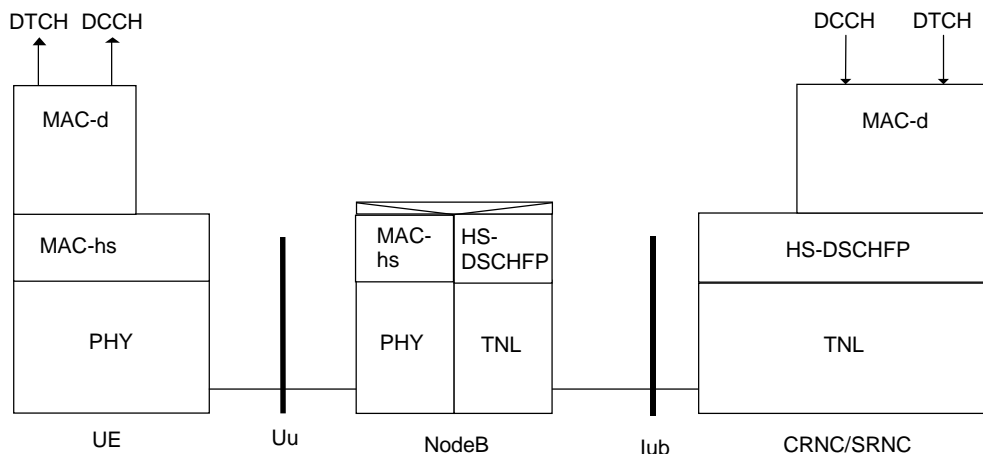 DTCH DCCH
DCCH DTCH
MAC-d
MAC-d
MAC-hs
MAC-
hs
HS-
DSCHFP
HS-DSCHFP
PHY
PHY
TNL
TNL
UE
Uu
NodeB
Iub
CRNC/SRNC